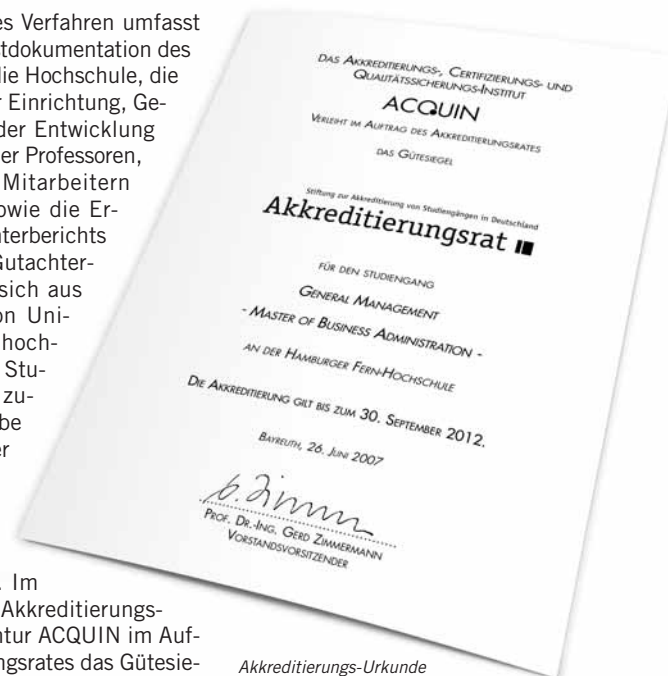 es Verfahren umfasst
tdokumentation des
die Hochschule, die
r Einrichtung, Ge-
der Entwicklung
er Professoren,
Mitarbeitern
owie die Er-
hterberichts
Gutachter-
sich aus
on Uni-
hoch-
Stu-
zu-
be
er
. Im
Akkreditierungs-
ntur ACQUIN im Auf-
ngsrates das Gütesie-
DAS AKKREDITIERUNGS-, CERTIFIZIERUNGS- UND
QUALITÄTSSICHERUNGS-INSTITUT
ACQUIN
VERLEIHT IM AUFTRAG DES AKKREDITIERUNGSRATES
DAS GÜTESIEGEL
Stiftung zur Akkreditierung von Studiengängen in Deutschland
Akkreditierungsrat
FÜR DEN STUDIENGANG
GENERAL MANAGEMENT
- MASTER OF BUSINESS ADMINISTRATION -
AN DER HAMBURGER FERN-HOCHSCHULE
DIE AKKREDITIERUNG GILT BIS ZUM 30. SEPTEMBER 2012.
BAYREUTH, 26. JUNI 2007
PROF. DR.-ING. GERD ZIMMERMANN
VORSTANDSVORSITZENDER
Akkreditierungs-Urkunde